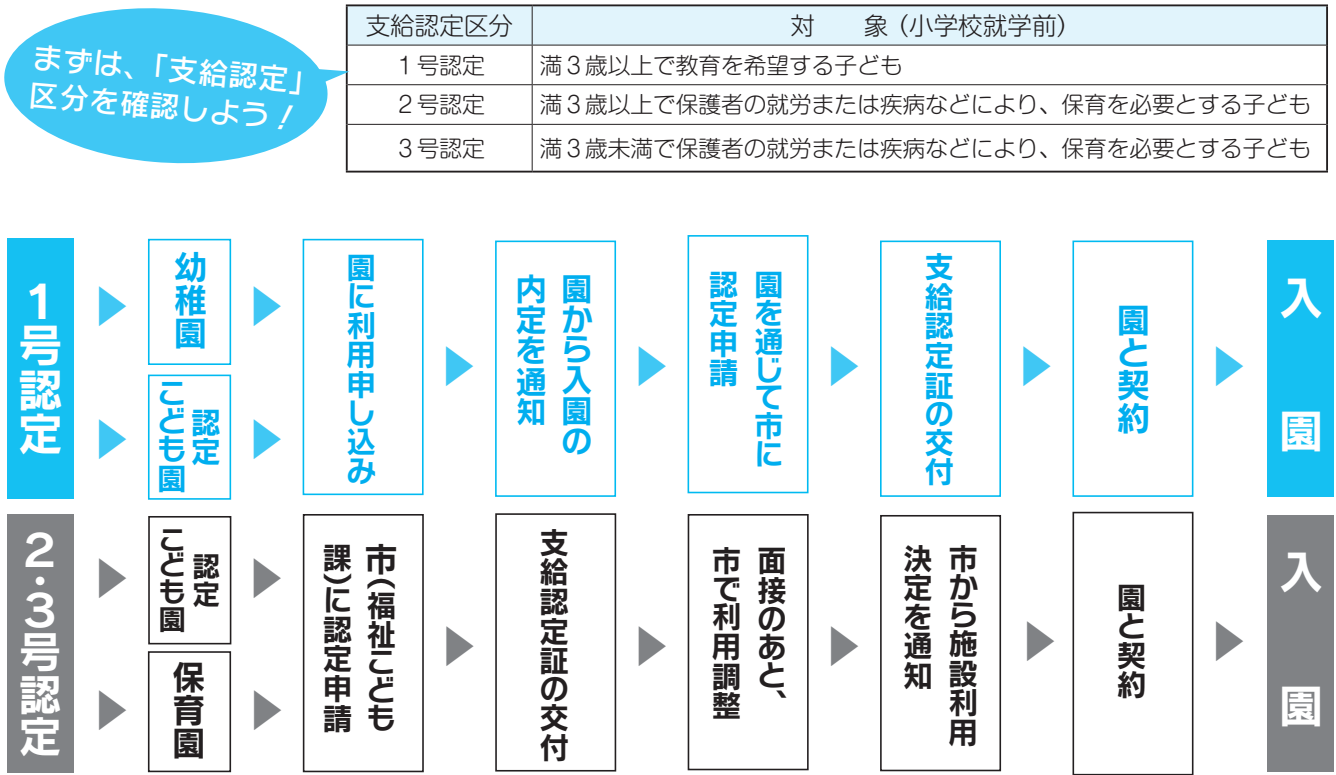 まずは、「支給認定」
区分を確認しよう！
支給認定区分 対　象（小学校就学前）
1号認定 満3歳以上で教育を希望する子ども
2号認定 満3歳以上で保護者の就労または疾病などにより、保育を必要とする子ども
3号認定 満3歳未満で保護者の就労または疾病などにより、保育を必要とする子ども
1号認定
幼稚園
認定
こども園
園に利用申し込み
園から入園の
内定を通知
園を通じて市に
認定申請
支給認定証の交付
園と契約
入園
2・3号認定
認定
こども園
保育園
市（福祉こども
課）に認定申請
支給認定証の交付
面接のあと、
市で利用調整
市から施設利用
決定を通知
園と契約
入園